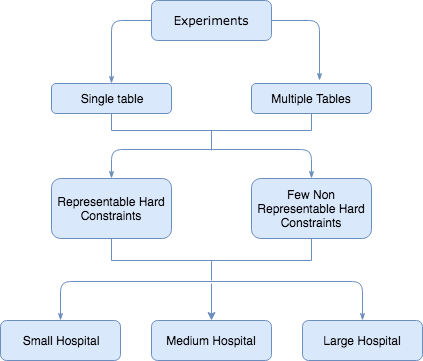 Experiments
Single table
Multiple Tables
Representable Hard
Constraints
Few Non
Representable Hard
Constraints
Small Hospital
Medium Hospital
Large Hospital